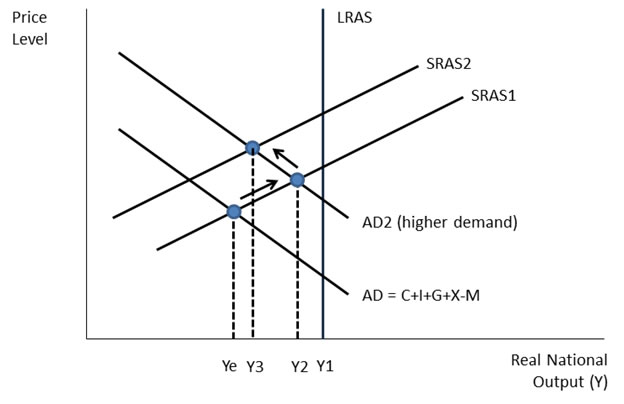 Price
Level
LRAS
SRAS2
SRAS1
AD2 (higher demand)
AD = C+I+G+X-M
Ye Y3 Y2 Y1
Real National
Output (Y)